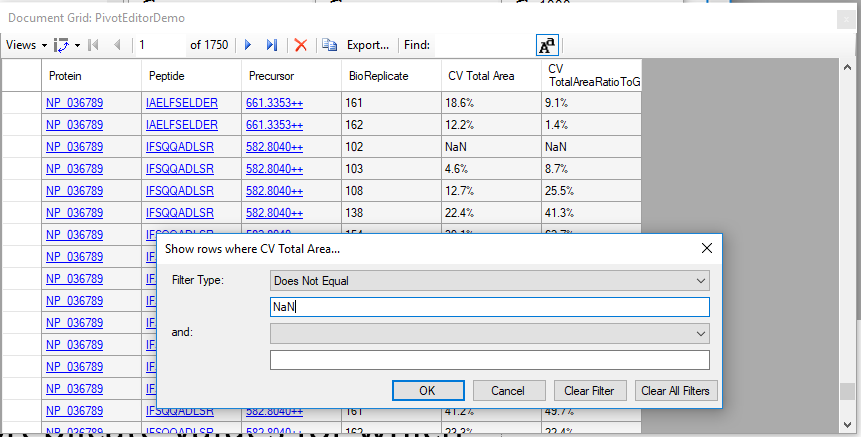 Document Grid: PivotEditorDemo
Views 1 of 1750 Export... Find: Aa
Protein Peptide Precursor BioReplicate CV Total Area CV TotalAreaRatioToG
NP_036789 IAELFSELDER 661.3353++ 161 18.6% 9.1%
NP_036789 IAELFSELDER 661.3353++ 162 12.2% 1.4%
NP_036789 IFSQQADLSR 582.8040++ 102 NaN NaN
NP_036789 IFSQQADLSR 582.8040++ 103 4.6% 8.7%
NP_036789 IFSQQADLSR 582.8040++ 108 12.7% 25.5%
NP_036789 IFSQQADLSR 582.8040++ 138 22.4% 41.3%
NP_036789
Show rows where CV Total Area...
NP_036789
Filter Type: Does Not Equal
NP_036789
NaN
NP_036789
and:
NP_036789
NP_036789
NP_036789
OK Cancel Clear Filter Clear All Filters
NP_036789 IFSQQADLSR 582.8040++ 161 41.2% 49.7%
NP_036789 162